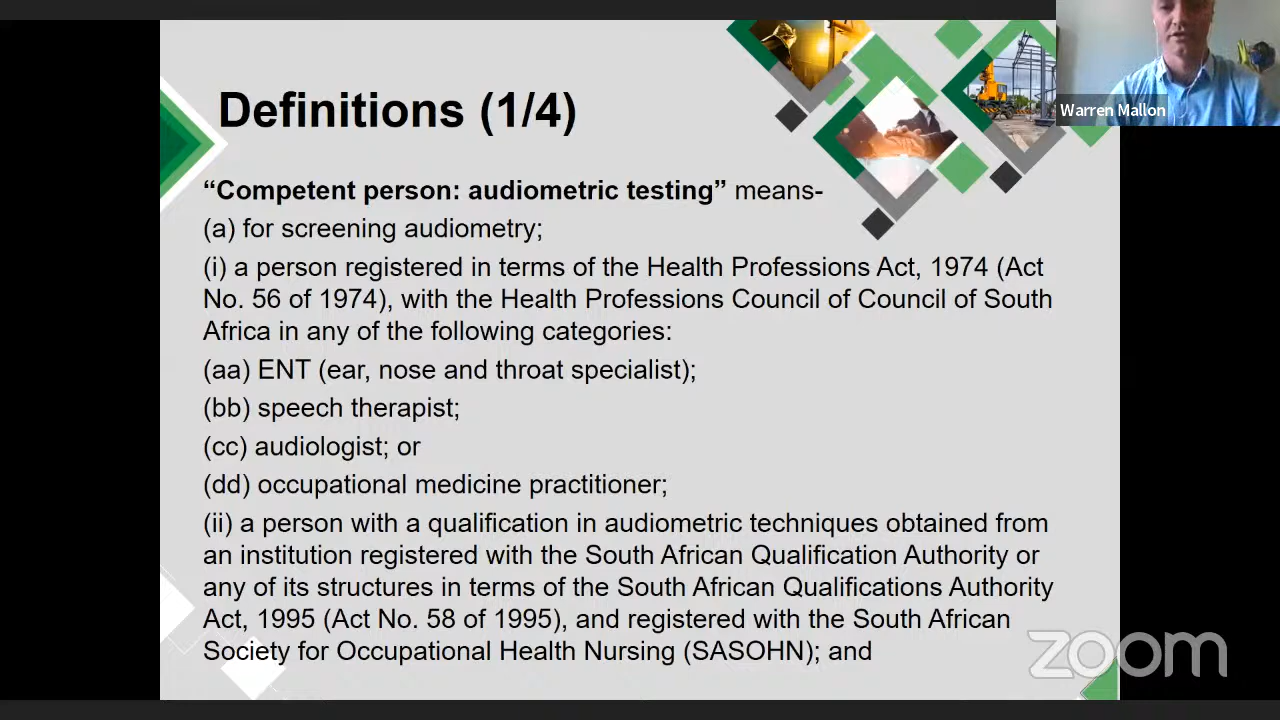 Definitions (1/4)
Warren Mallon
“Competent person: audiometric testing” means-
(a) for screening audiometry;
(i) a person registered in terms of the Health Professions Act, 1974 (Act
No. 56 of 1974), with the Health Professions Council of Council of South
Africa in any of the following categories:
(aa) ENT (ear, nose and throat specialist);
(bb) speech therapist;
(cc) audiologist; or
(dd) occupational medicine practitioner;
(ii) a person with a qualification in audiometric techniques obtained from
an institution registered with the South African Qualification Authority or
any of its structures in terms of the South African Qualifications Authority
Act, 1995 (Act No. 58 of 1995), and registered with the South African
Society for Occupational Health Nursing (SASOHN); and
zoom